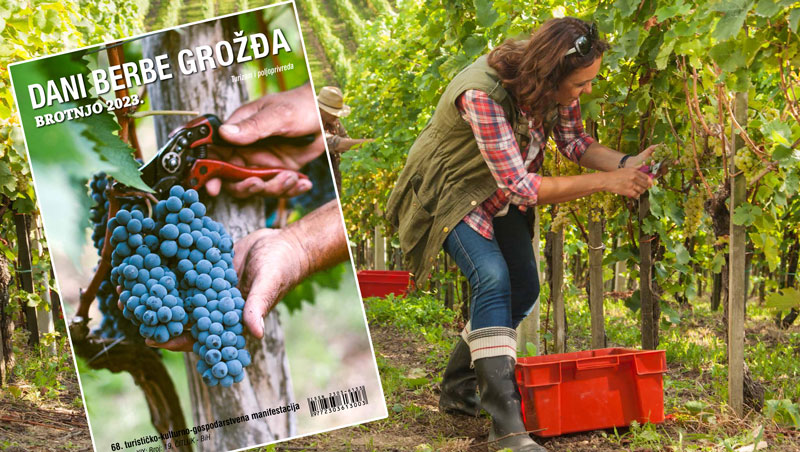 DANI BERBE GROŽĐA
BROTNJO 2023.
Turizam i poljoprivreda
68. turističko-kulturno-gospodarstvena manifestacija